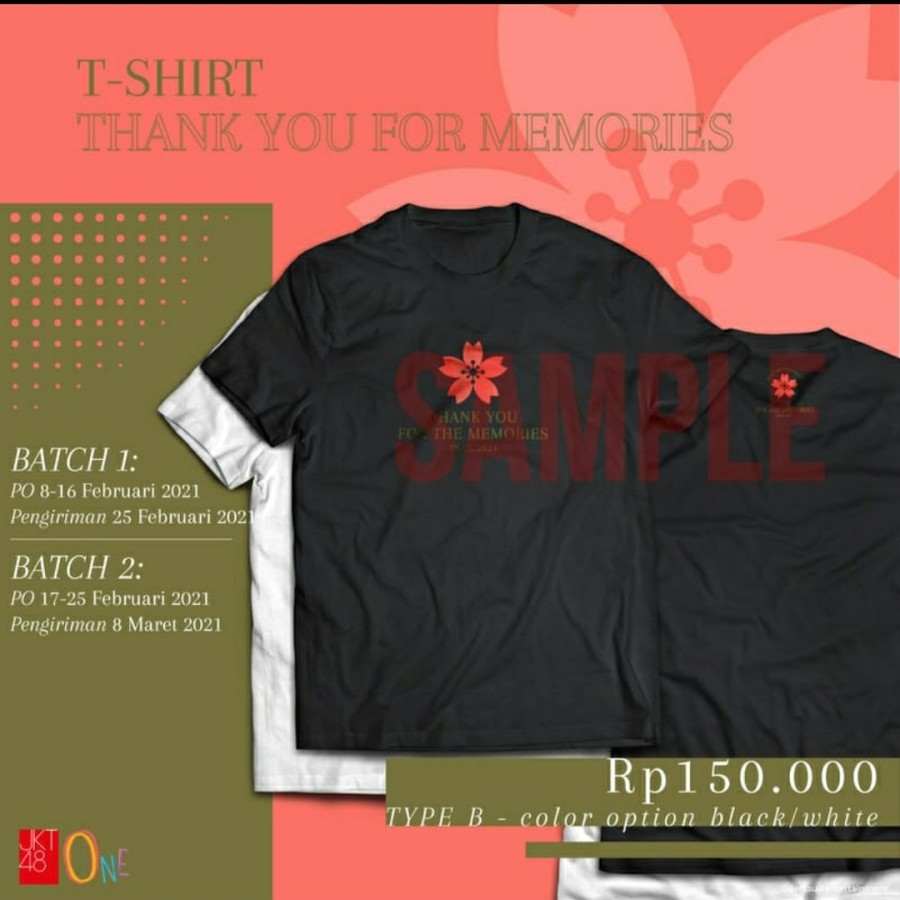 T-SHIRT
THANK YOU FOR MEMORIES
SAMPLE
THANK YOU
FOR THE MEMORIES
BATCH 1:
PO 8-16 Februari 2021
Pengiriman 25 Februari 2021
BATCH 2:
PO 17-25 Februari 2021
Pengiriman 8 Maret 2021
Rp150.000
TYPE B - color option black/white
JKT
48
ONE